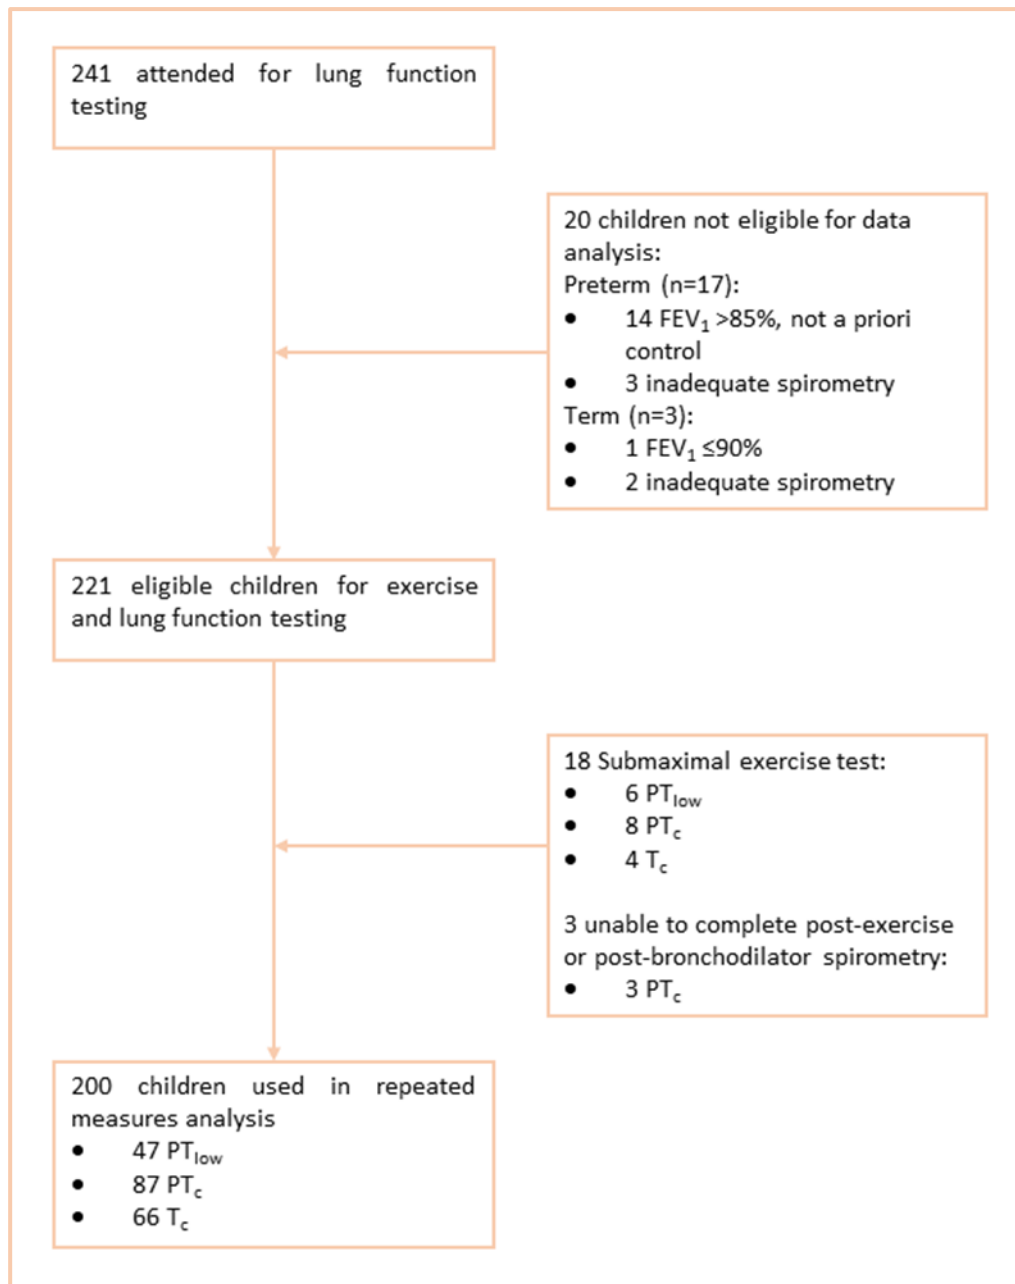 241 attended for lung function
testing
20 children not eligible for data
analysis:
Preterm (n=17):
• 14 FEV₁ >85%, not a priori
control
• 3 inadequate spirometry
Term (n=3):
• 1 FEV₁ ≤90%
• 2 inadequate spirometry
221 eligible children for exercise
and lung function testing
18 Submaximal exercise test:
• 6 PTlow
• 8 PTc
• 4 Tc
3 unable to complete post-exercise
or post-bronchodilator spirometry:
• 3 PTc
200 children used in repeated
measures analysis
• 47 PTlow
• 87 PTc
• 66 Tc